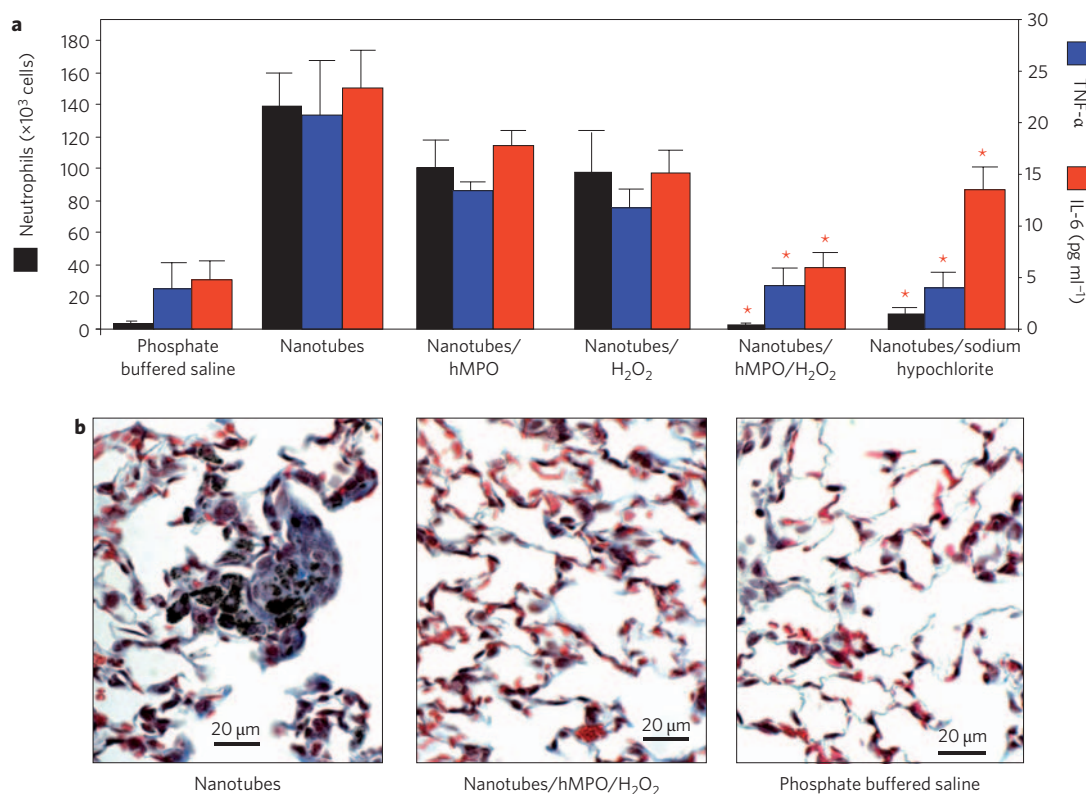 a
Neutrophils (×10³ cells)
180
160
140
120
100
80
60
40
20
0
30
25
20
15
10
5
0
TNF-α
IL-6 (pg ml⁻¹)
Phosphate
buffered saline
Nanotubes
Nanotubes/
hMPO
Nanotubes/
H₂O₂
Nanotubes/
hMPO/H₂O₂
Nanotubes/sodium
hypochlorite
b
20 µm
20 µm
20 µm
Nanotubes
Nanotubes/hMPO/H₂O₂
Phosphate buffered saline